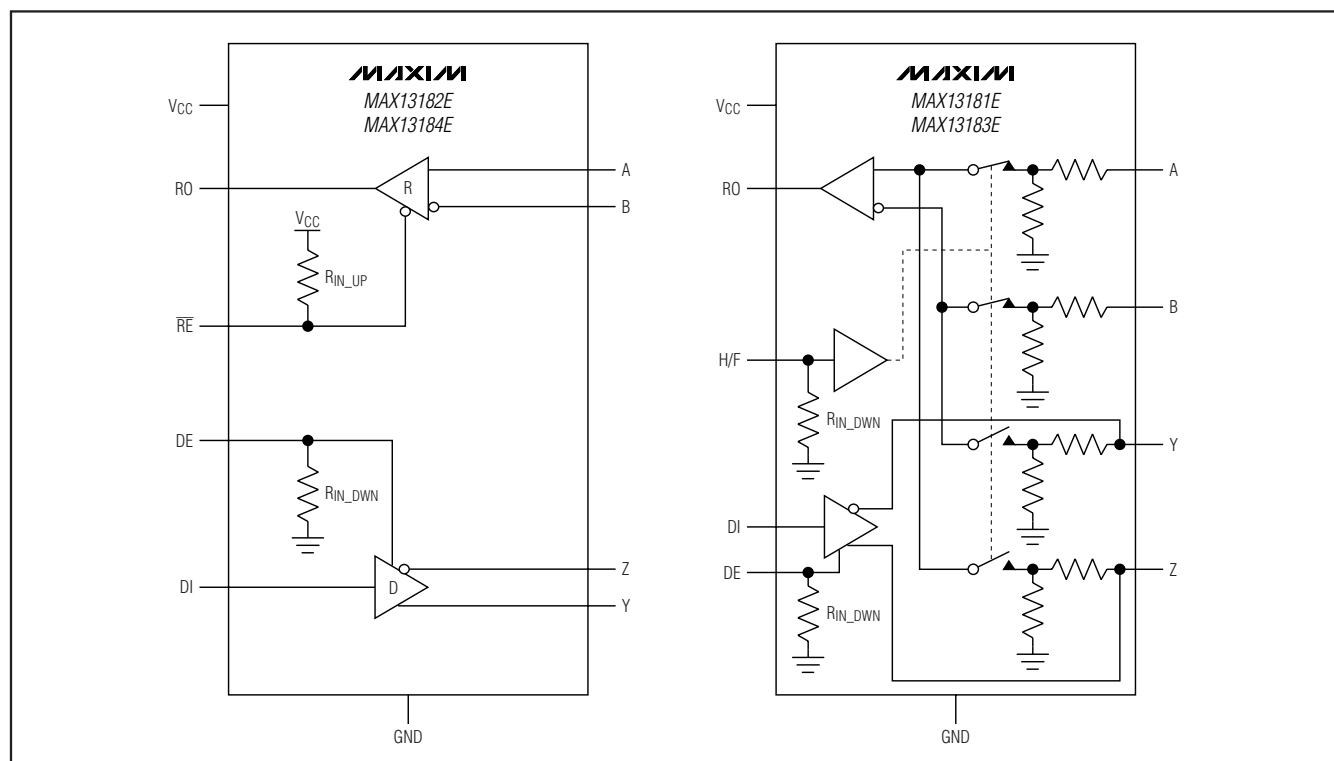 MAXIM
MAX13182E
MAX13184E
VCC
RO
R
A
B
VCC
RIN_UP
RE
DE
RIN_DWN
DI
D
Z
Y
GND
MAXIM
MAX13181E
MAX13183E
VCC
RO
A
B
H/F
RIN_DWN
Y
DI
DE
RIN_DWN
Z
GND